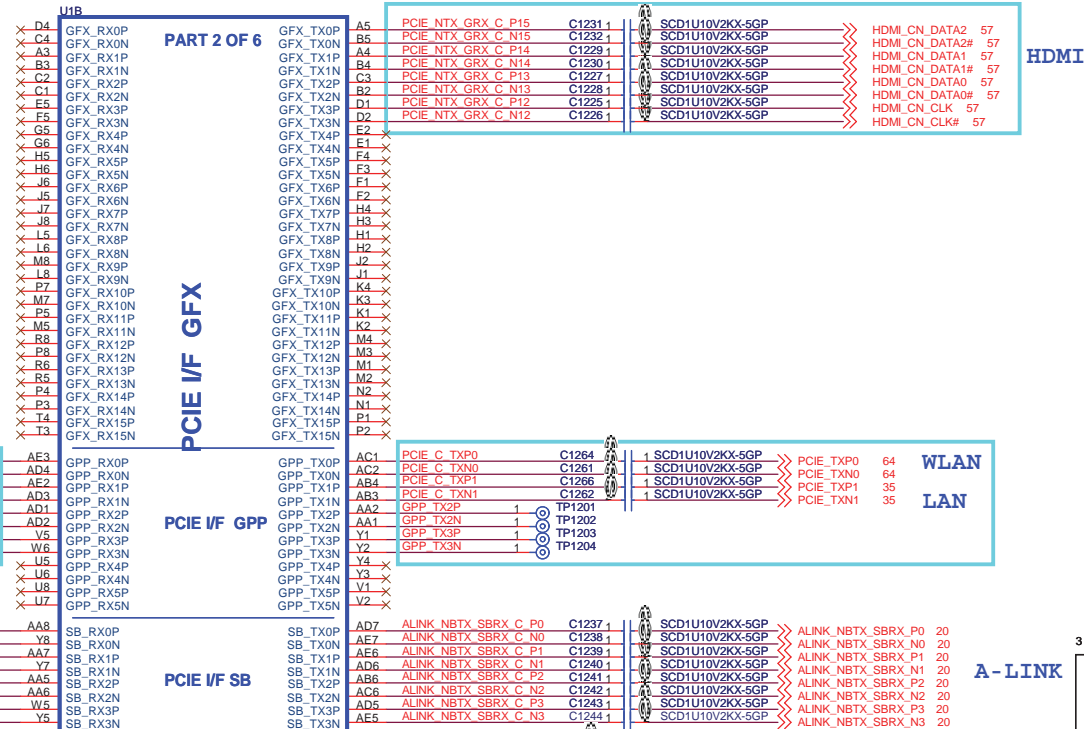 U1B
PART 2 OF 6
PCIE I/F GFX
D4 GFX_RX0P GFX_TX0P A5 PCIE_NTX_GRX_C_P15 C1231 1 SCD1U10V2KX-5GP HDMI_CN_DATA2 57
C4 GFX_RX0N GFX_TX0N B5 PCIE_NTX_GRX_C_N15 C1232 1 SCD1U10V2KX-5GP HDMI_CN_DATA2# 57
A3 GFX_RX1P GFX_TX1P A4 PCIE_NTX_GRX_C_P14 C1229 1 SCD1U10V2KX-5GP HDMI_CN_DATA1 57
B3 GFX_RX1N GFX_TX1N B4 PCIE_NTX_GRX_C_N14 C1230 1 SCD1U10V2KX-5GP HDMI_CN_DATA1# 57
C2 GFX_RX2P GFX_TX2P C3 PCIE_NTX_GRX_C_P13 C1227 1 SCD1U10V2KX-5GP HDMI_CN_DATA0 57
C1 GFX_RX2N GFX_TX2N B2 PCIE_NTX_GRX_C_N13 C1228 1 SCD1U10V2KX-5GP HDMI_CN_DATA0# 57
E5 GFX_RX3P GFX_TX3P D1 PCIE_NTX_GRX_C_P12 C1225 1 SCD1U10V2KX-5GP HDMI_CN_CLK 57
F5 GFX_RX3N GFX_TX3N D2 PCIE_NTX_GRX_C_N12 C1226 1 SCD1U10V2KX-5GP HDMI_CN_CLK# 57
HDMI
G5 GFX_RX4P GFX_TX4P E2
G6 GFX_RX4N GFX_TX4N E1
H5 GFX_RX5P GFX_TX5P F4
H6 GFX_RX5N GFX_TX5N F3
J6 GFX_RX6P GFX_TX6P F1
J5 GFX_RX6N GFX_TX6N F2
J7 GFX_RX7P GFX_TX7P H4
J8 GFX_RX7N GFX_TX7N H3
L5 GFX_RX8P GFX_TX8P H1
L6 GFX_RX8N GFX_TX8N H2
M8 GFX_RX9P GFX_TX9P J2
L8 GFX_RX9N GFX_TX9N J1
P7 GFX_RX10P GFX_TX10P K4
M7 GFX_RX10N GFX_TX10N K3
P5 GFX_RX11P GFX_TX11P K1
M5 GFX_RX11N GFX_TX11N K2
R8 GFX_RX12P GFX_TX12P M4
P8 GFX_RX12N GFX_TX12N M3
R6 GFX_RX13P GFX_TX13P M1
R5 GFX_RX13N GFX_TX13N M2
P4 GFX_RX14P GFX_TX14P N2
P3 GFX_RX14N GFX_TX14N N1
T4 GFX_RX15P GFX_TX15P P1
T3 GFX_RX15N GFX_TX15N P2
PCIE I/F GPP
AE3 GPP_RX0P GPP_TX0P AC1 PCIE_C_TXP0 C1264 1 SCD1U10V2KX-5GP PCIE_TXP0 64
AD4 GPP_RX0N GPP_TX0N AC2 PCIE_C_TXN0 C1261 1 SCD1U10V2KX-5GP PCIE_TXN0 64
WLAN
AE2 GPP_RX1P GPP_TX1P AB4 PCIE_C_TXP1 C1266 1 SCD1U10V2KX-5GP PCIE_TXP1 35
AD3 GPP_RX1N GPP_TX1N AB3 PCIE_C_TXN1 C1262 1 SCD1U10V2KX-5GP PCIE_TXN1 35
LAN
AD1 GPP_RX2P GPP_TX2P AA2 GPP_TX2P 1 TP1201
AD2 GPP_RX2N GPP_TX2N AA1 GPP_TX2N 1 TP1202
V5 GPP_RX3P GPP_TX3P Y1 GPP_TX3P 1 TP1203
W6 GPP_RX3N GPP_TX3N Y2 GPP_TX3N 1 TP1204
U5 GPP_RX4P GPP_TX4P Y4
U6 GPP_RX4N GPP_TX4N Y3
U8 GPP_RX5P GPP_TX5P V1
U7 GPP_RX5N GPP_TX5N V2
PCIE I/F SB
AA8 SB_RX0P SB_TX0P AD7 ALINK_NBTX_SBRX_C_P0 C1237 1 SCD1U10V2KX-5GP ALINK_NBTX_SBRX_P0 20
Y8 SB_RX0N SB_TX0N AE7 ALINK_NBTX_SBRX_C_N0 C1238 1 SCD1U10V2KX-5GP ALINK_NBTX_SBRX_N0 20
AA7 SB_RX1P SB_TX1P AE6 ALINK_NBTX_SBRX_C_P1 C1239 1 SCD1U10V2KX-5GP ALINK_NBTX_SBRX_P1 20
Y7 SB_RX1N SB_TX1N AD6 ALINK_NBTX_SBRX_C_N1 C1240 1 SCD1U10V2KX-5GP ALINK_NBTX_SBRX_N1 20
AA5 SB_RX2P SB_TX2P AB6 ALINK_NBTX_SBRX_C_P2 C1241 1 SCD1U10V2KX-5GP ALINK_NBTX_SBRX_P2 20
AA6 SB_RX2N SB_TX2N AC6 ALINK_NBTX_SBRX_C_N2 C1242 1 SCD1U10V2KX-5GP ALINK_NBTX_SBRX_N2 20
W5 SB_RX3P SB_TX3P AD5 ALINK_NBTX_SBRX_C_P3 C1243 1 SCD1U10V2KX-5GP ALINK_NBTX_SBRX_P3 20
Y5 SB_RX3N SB_TX3N AE5 ALINK_NBTX_SBRX_C_N3 C1244 1 SCD1U10V2KX-5GP ALINK_NBTX_SBRX_N3 20
A-LINK
3